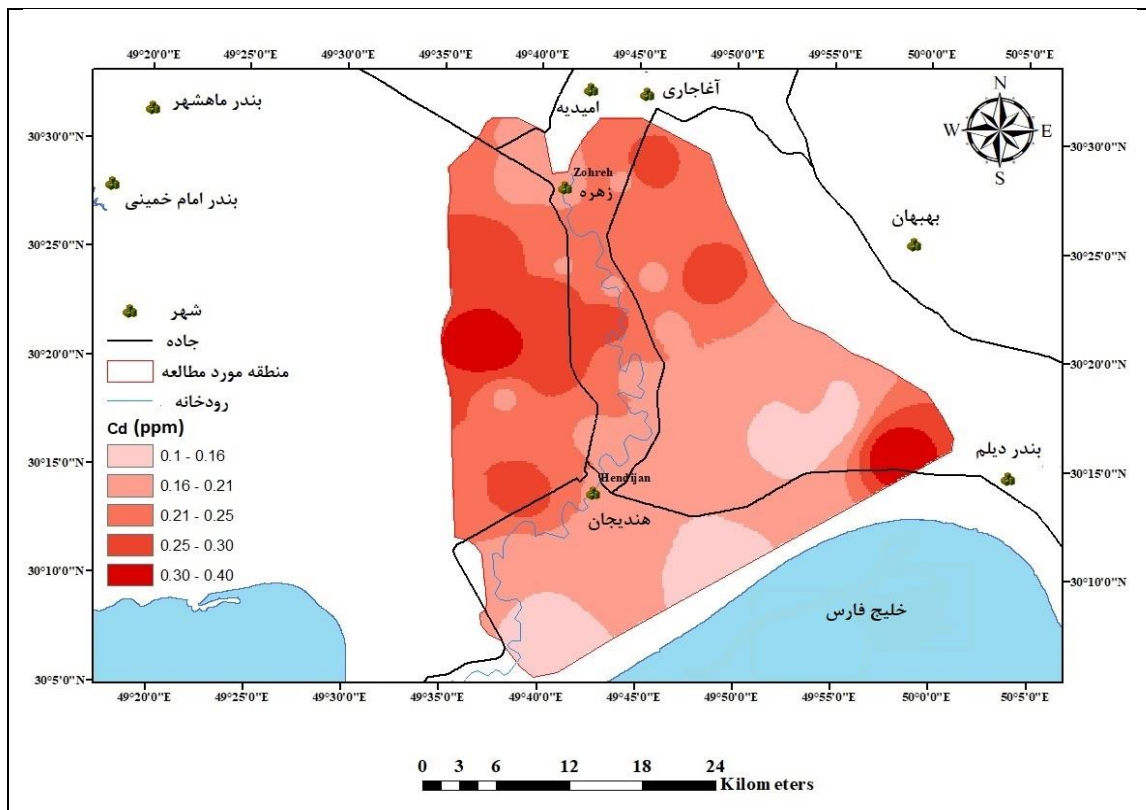 49°20'0"E 49°25'0"E 49°30'0"E 49°35'0"E 49°40'0"E 49°45'0"E 49°50'0"E 49°55'0"E 50°0'0"E 50°5'0"E
N
W E
S
بندر ماهشهر
امیدیه
آغاجاری
30°30'0"N 30°30'0"N
Zohreh
زهره
بندر امام خمینی
بهبهان
30°25'0"N 30°25'0"N
شهر
جاده
منطقه مورد مطالعه
رودخانه
30°20'0"N 30°20'0"N
Cd (ppm)
0.1 - 0.16
0.16 - 0.21
0.21 - 0.25
0.25 - 0.30
0.30 - 0.40
30°15'0"N 30°15'0"N
بندر دیلم
Hendijan
هندیجان
30°10'0"N 30°10'0"N
خلیج فارس
30°5'0"N 30°5'0"N
49°20'0"E 49°25'0"E 49°30'0"E 49°35'0"E 49°40'0"E 49°45'0"E 49°50'0"E 49°55'0"E 50°0'0"E 50°5'0"E
0 3 6 12 18 24
Kilometers